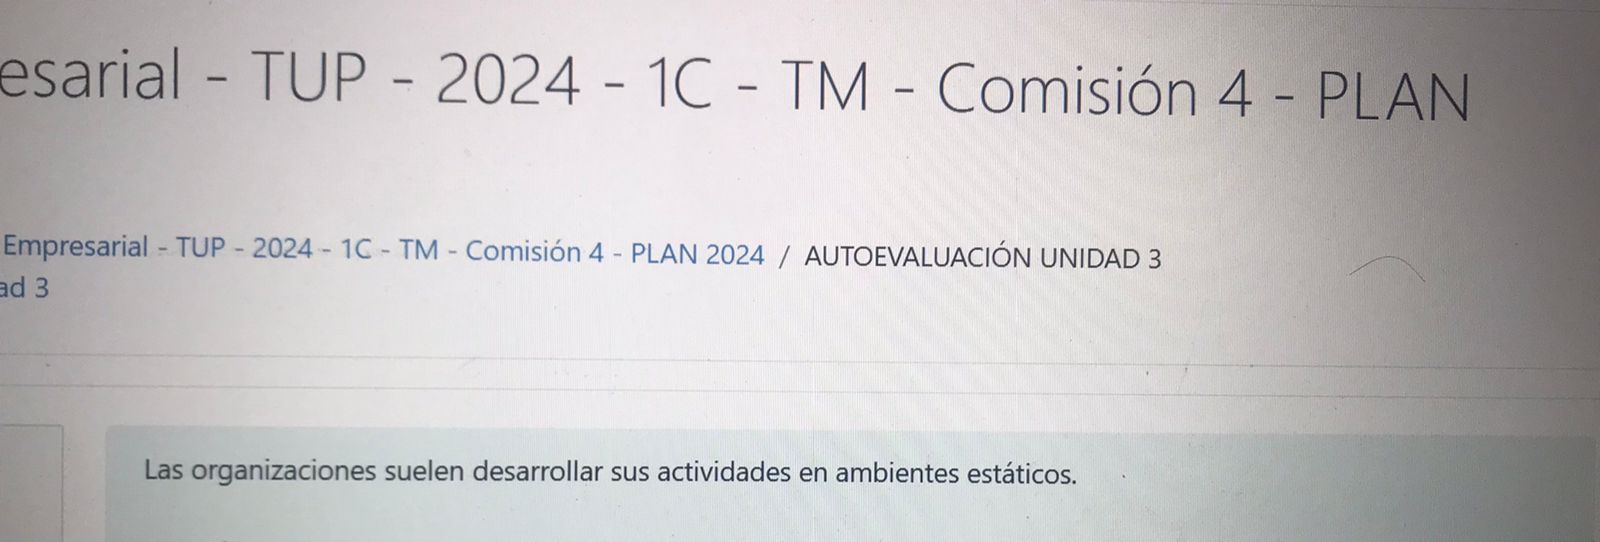 esarial - TUP - 2024 - 1C - TM - Comisión 4 - PLAN
Empresarial - TUP - 2024 - 1C - TM - Comisión 4 - PLAN 2024 / AUTOEVALUACIÓN UNIDAD 3
ad 3
Las organizaciones suelen desarrollar sus actividades en ambientes estáticos.